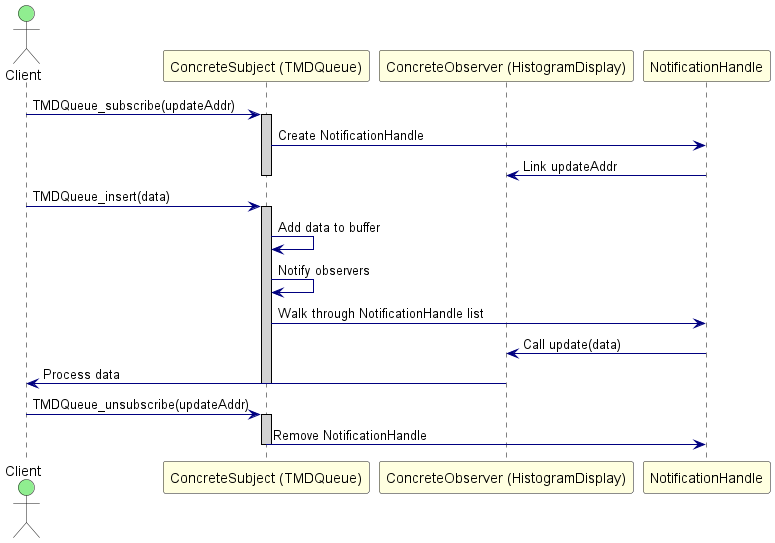 Client
ConcreteSubject (TMDQueue)
ConcreteObserver (HistogramDisplay)
NotificationHandle
TMDQueue_subscribe(updateAddr)
Create NotificationHandle
Link updateAddr
TMDQueue_insert(data)
Add data to buffer
Notify observers
Walk through NotificationHandle list
Call update(data)
Process data
TMDQueue_unsubscribe(updateAddr)
Remove NotificationHandle
Client
ConcreteSubject (TMDQueue)
ConcreteObserver (HistogramDisplay)
NotificationHandle